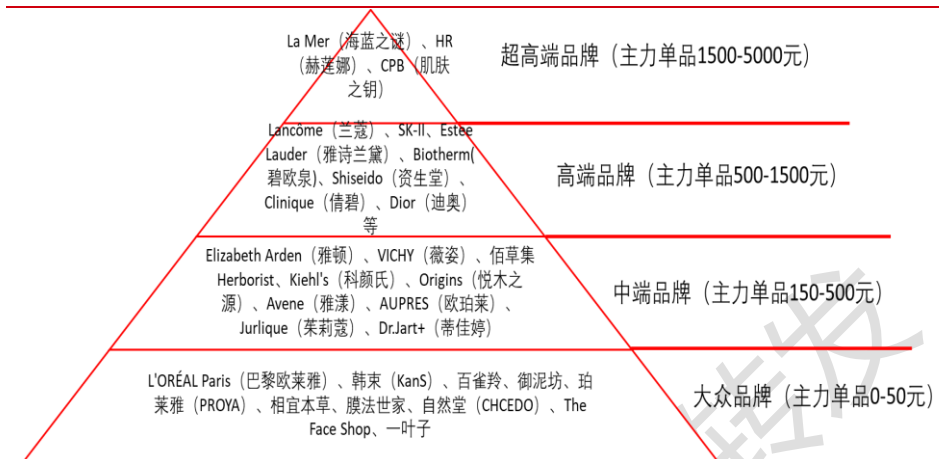 La Mer（海蓝之谜）、HR
（赫莲娜）、CPB（肌肤
之钥）
超高端品牌（主力单品1500-5000元）
Lancôme（兰蔻）、SK-II、Estee
Lauder（雅诗兰黛）、Biotherm(
碧欧泉)、Shiseido（资生堂）、
Clinique（倩碧）、Dior（迪奥）
等
高端品牌（主力单品500-1500元）
Elizabeth Arden（雅顿）、VICHY（薇姿）、佰草集
Herborist、Kiehl's（科颜氏）、Origins（悦木之
源）、Avene（雅漾）、AUPRES（欧珀莱）、
Jurlique（茱莉蔻）、Dr.Jart+（蒂佳婷）
中端品牌（主力单品150-500元）
L'ORÉAL Paris（巴黎欧莱雅）、韩束（KanS）、百雀羚、御泥坊、珀
莱雅（PROYA）、相宜本草、膜法世家、自然堂（CHCEDO）、The
Face Shop、一叶子
大众品牌（主力单品0-50元）
转发